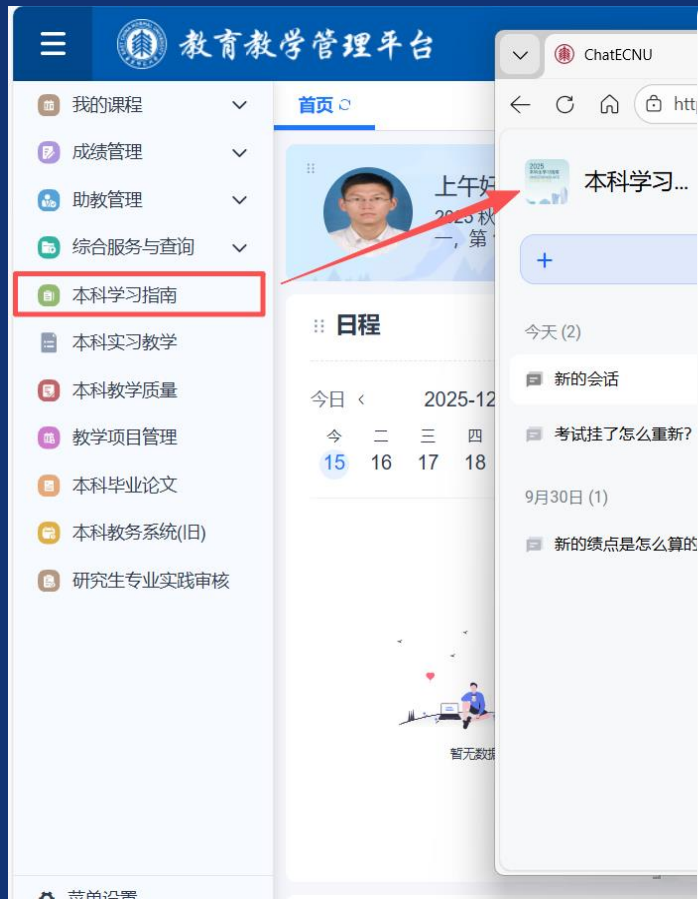 教育教学管理平台
我的课程
成绩管理
助教管理
综合服务与查询
本科学习指南
本科实习教学
本科教学质量
教学项目管理
本科毕业论文
本科教务系统(旧)
研究生专业实践审核
首页
上午好
2025 秋
一，第
日程
今日 < 2025-12
今 二 三 四
15 16 17 18
暂无数据
ChatECNU
本科学习...
+
今天 (2)
新的会话
考试挂了怎么重新?
9月30日 (1)
新的绩点是怎么算的